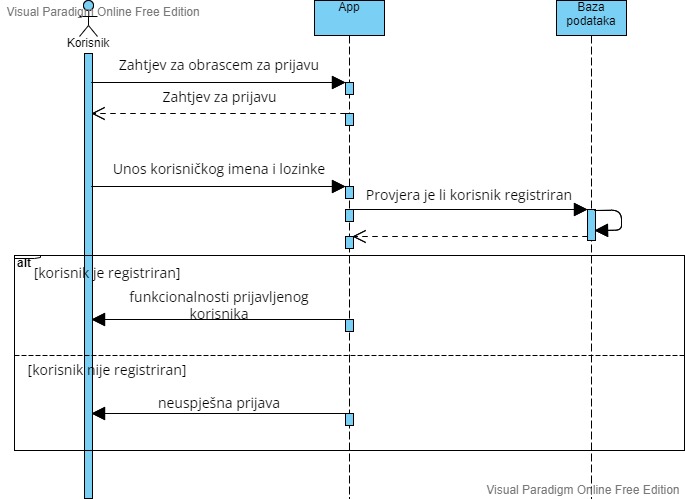 Visual Paradigm Online Free Edition
Korisnik
App
Baza
podataka
Zahtjev za obrascem za prijavu
Zahtjev za prijavu
Unos korisničkog imena i lozinke
Provjera je li korisnik registriran
alt
[korisnik je registriran]
funkcionalnosti prijavljenog
korisnika
[korisnik nije registriran]
neuspješna prijava
Visual Paradigm Online Free Edition